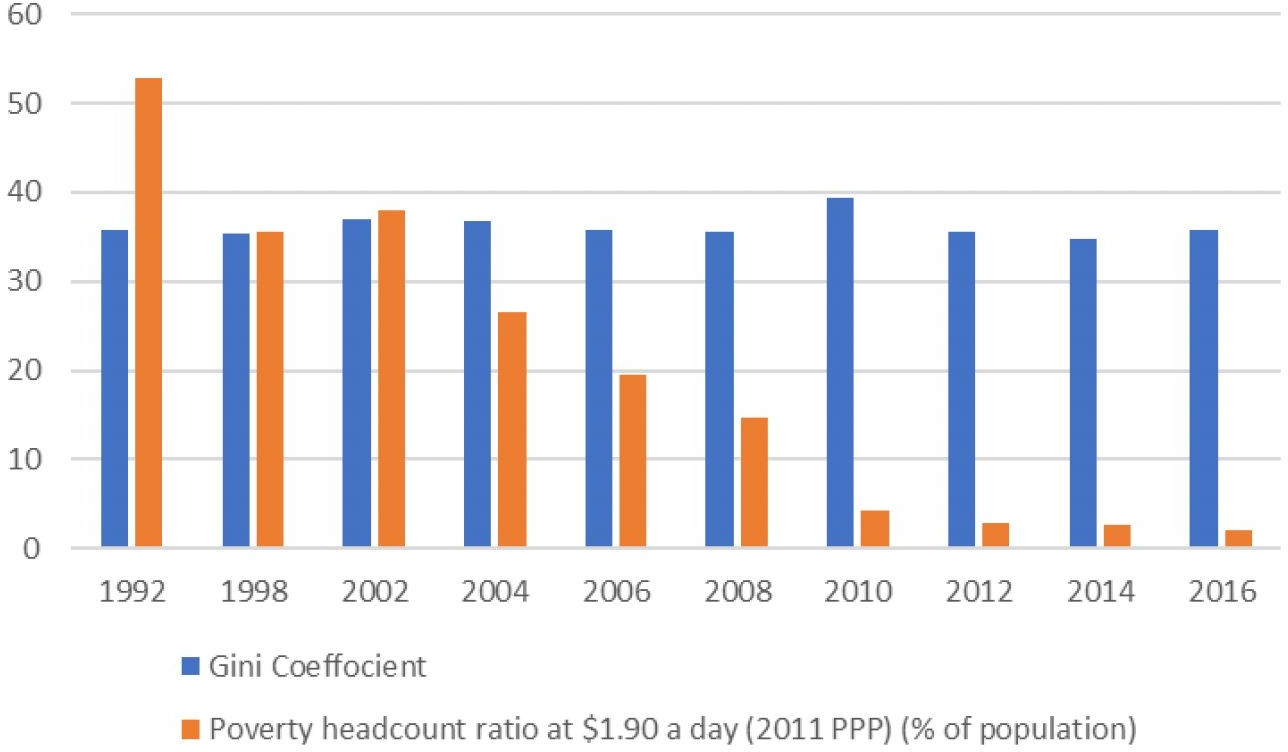 60
50
40
30
20
10
0
1992 1998 2002 2004 2006 2008 2010 2012 2014 2016
Gini Coeffocient
Poverty headcount ratio at $1.90 a day (2011 PPP) (% of population)